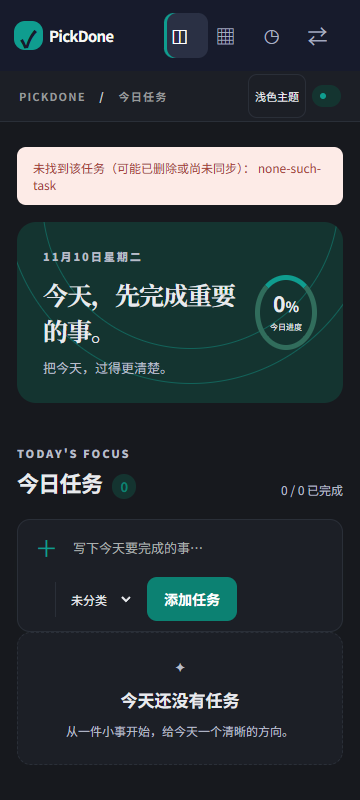 PickDone
PICKDONE / 今日任务
浅色主题
未找到该任务（可能已删除或尚未同步）： none-such-
task
11月10日星期二
今天，先完成重要
的事。
把今天，过得更清楚。
0%
今日进度
TODAY'S FOCUS
今日任务 0
0 / 0 已完成
写下今天要完成的事…
未分类
添加任务
今天还没有任务
从一件小事开始，给今天一个清晰的方向。